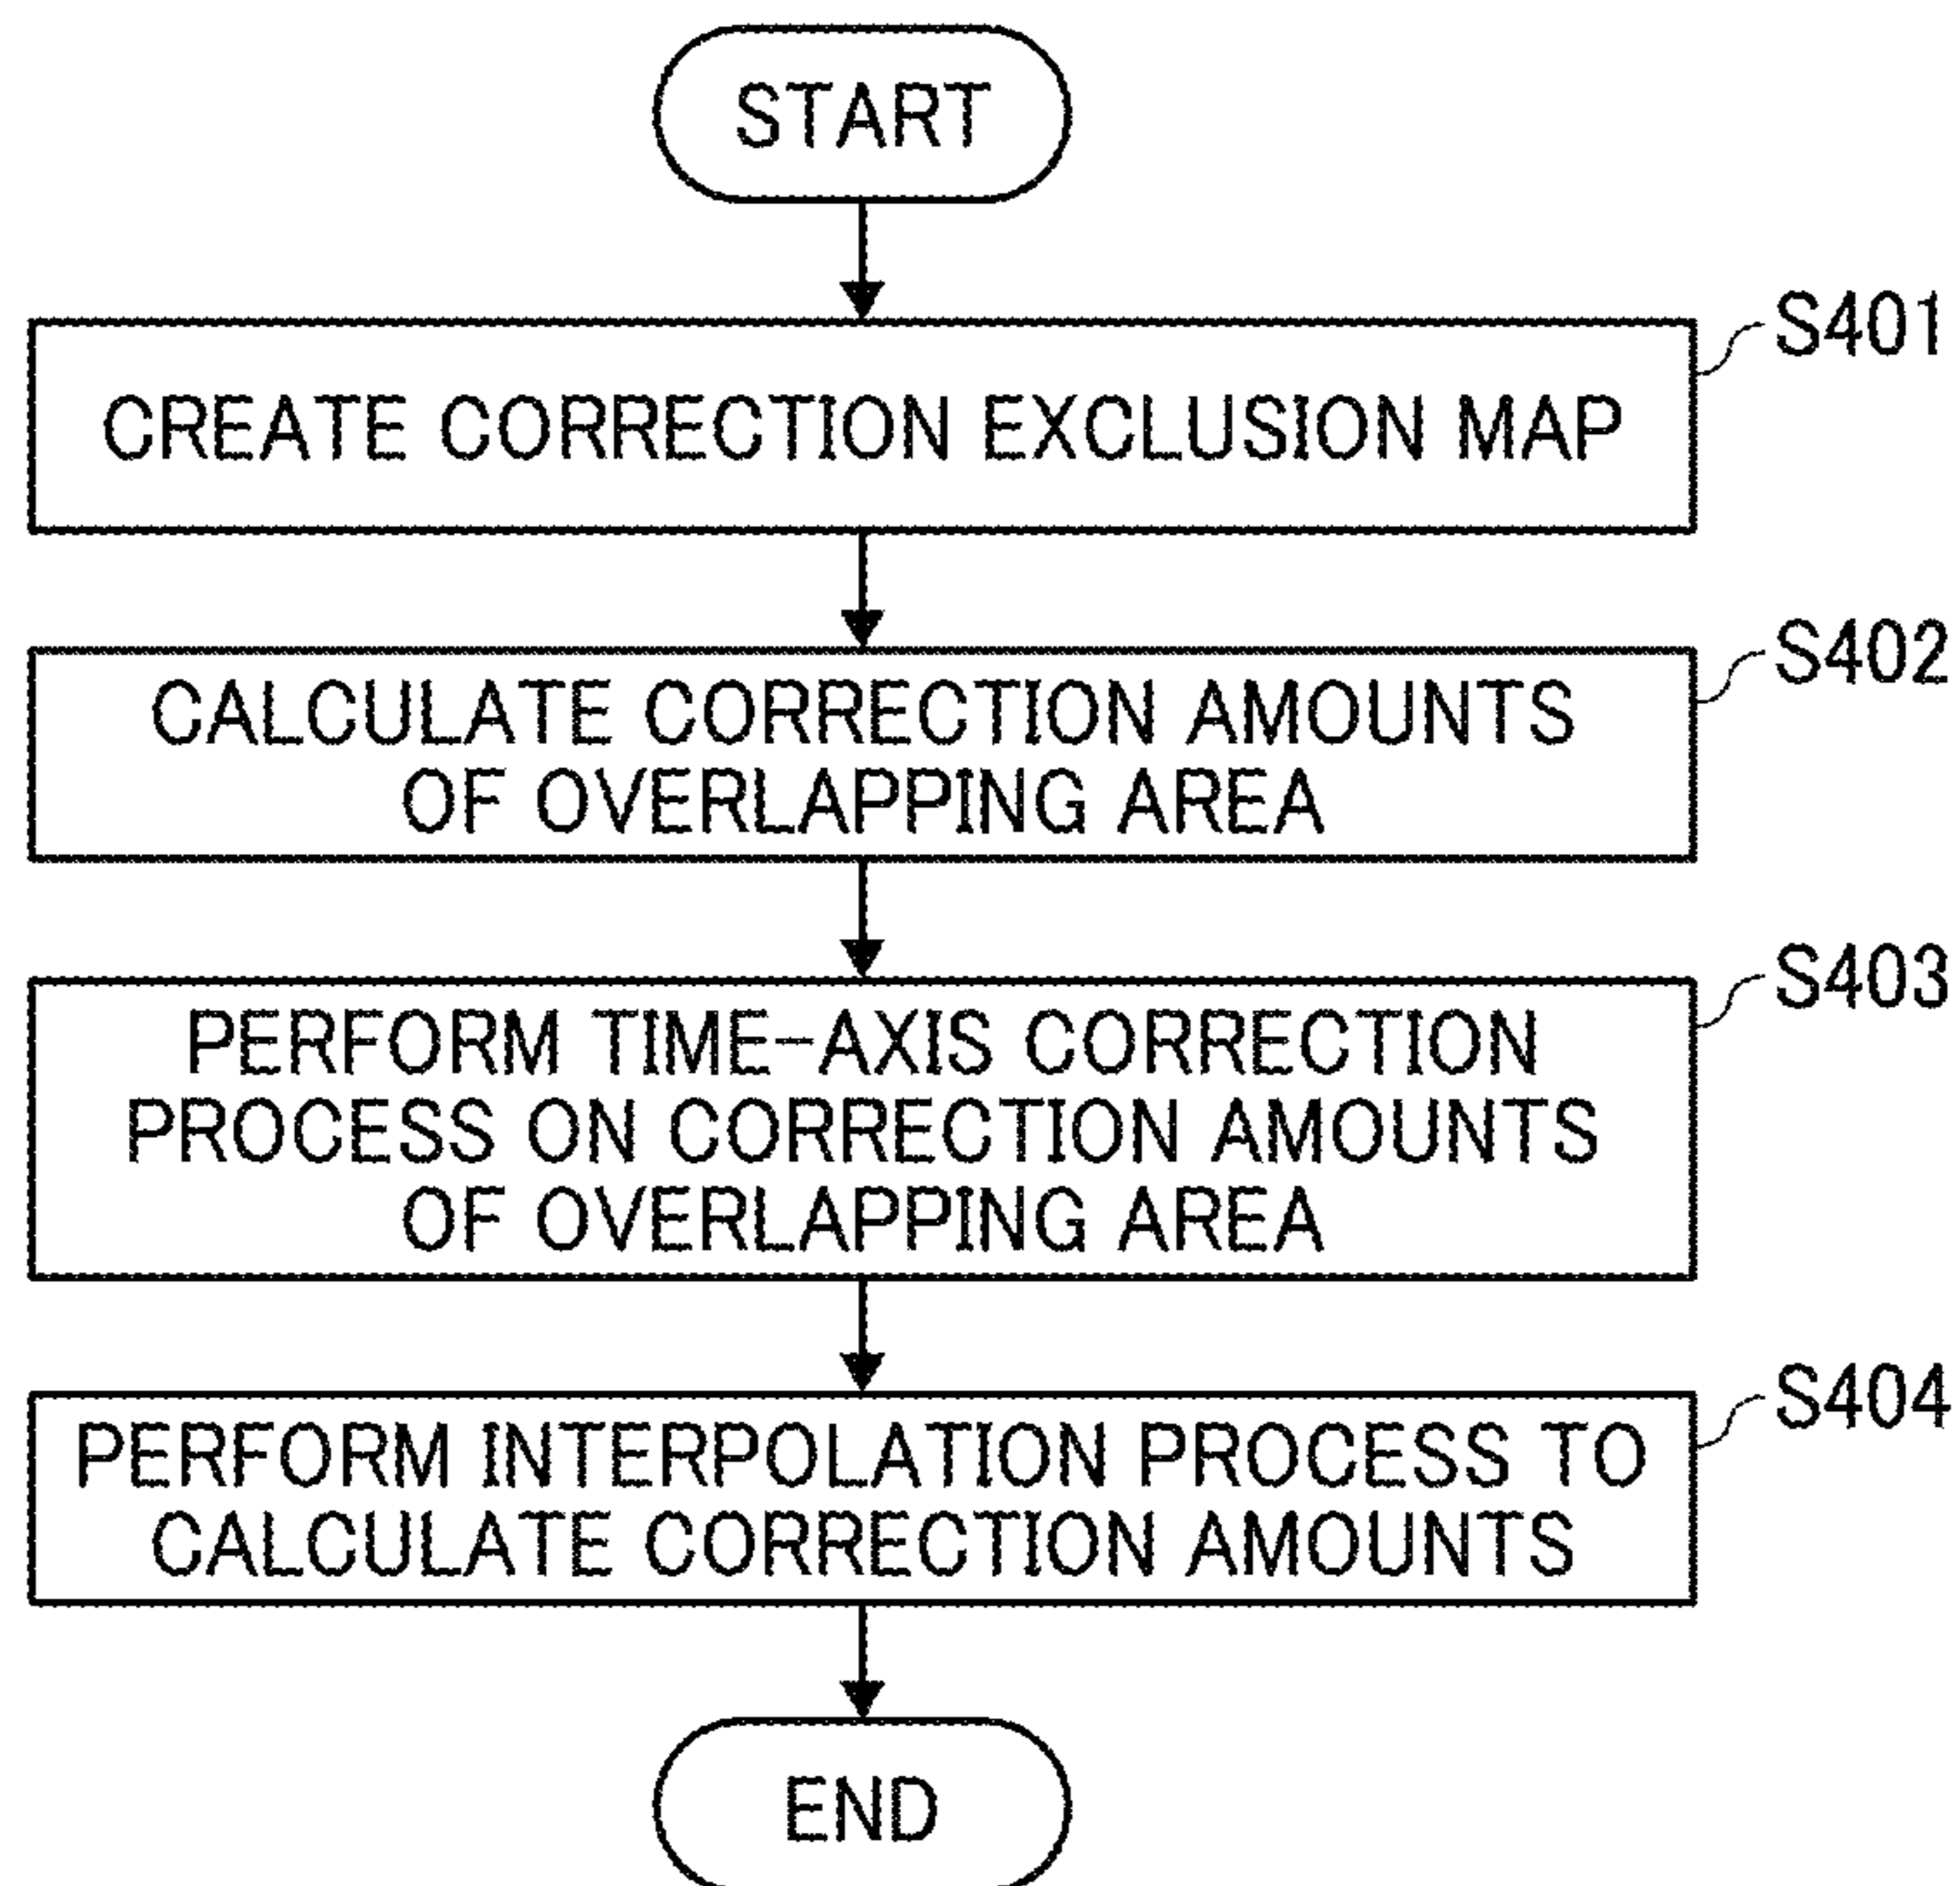 START
S401
CREATE CORRECTION EXCLUSION MAP
S402
CALCULATE CORRECTION AMOUNTS
OF OVERLAPPING AREA
S403
PERFORM TIME-AXIS CORRECTION
PROCESS ON CORRECTION AMOUNTS
OF OVERLAPPING AREA
S404
PERFORM INTERPOLATION PROCESS TO
CALCULATE CORRECTION AMOUNTS
END